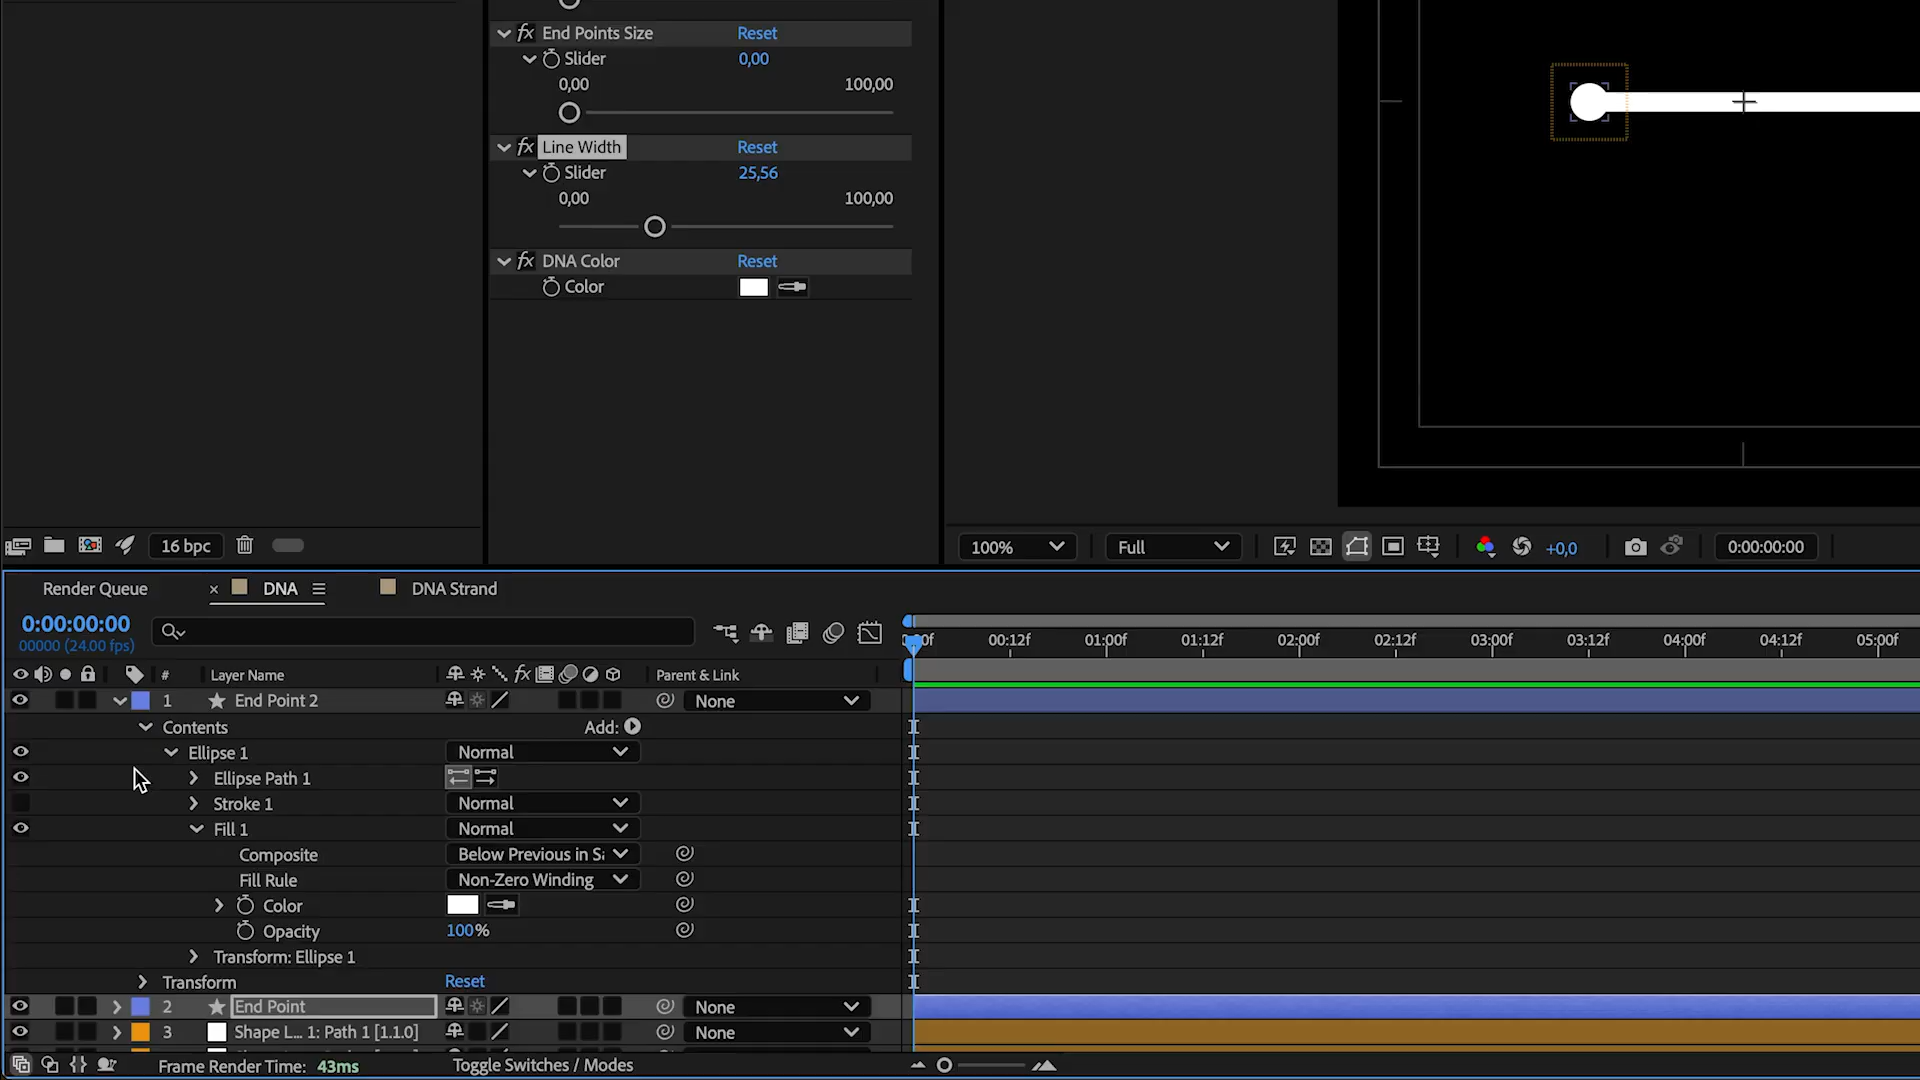 fx End Points Size Reset
Slider 0,00
0,00 100,00
fx Line Width Reset
Slider 25,56
0,00 100,00
fx DNA Color Reset
Color
16 bpc
100% Full +0,0 0:00:00:00
Render Queue × DNA DNA Strand
0:00:00:00
00000 (24.00 fps)
00f 00:12f 01:00f 01:12f 02:00f 02:12f 03:00f 03:12f 04:00f 04:12f 05:00f
# Layer Name fx Parent & Link
1 End Point 2 None
Contents Add:
Ellipse 1 Normal
Ellipse Path 1
Stroke 1 Normal
Fill 1 Normal
Composite Below Previous in Sa
Fill Rule Non-Zero Winding
Color
Opacity 100%
Transform: Ellipse 1
Transform Reset
2 End Point None
3 Shape L... 1: Path 1 [1.1.0] None
Frame Render Time: 43ms Toggle Switches / Modes